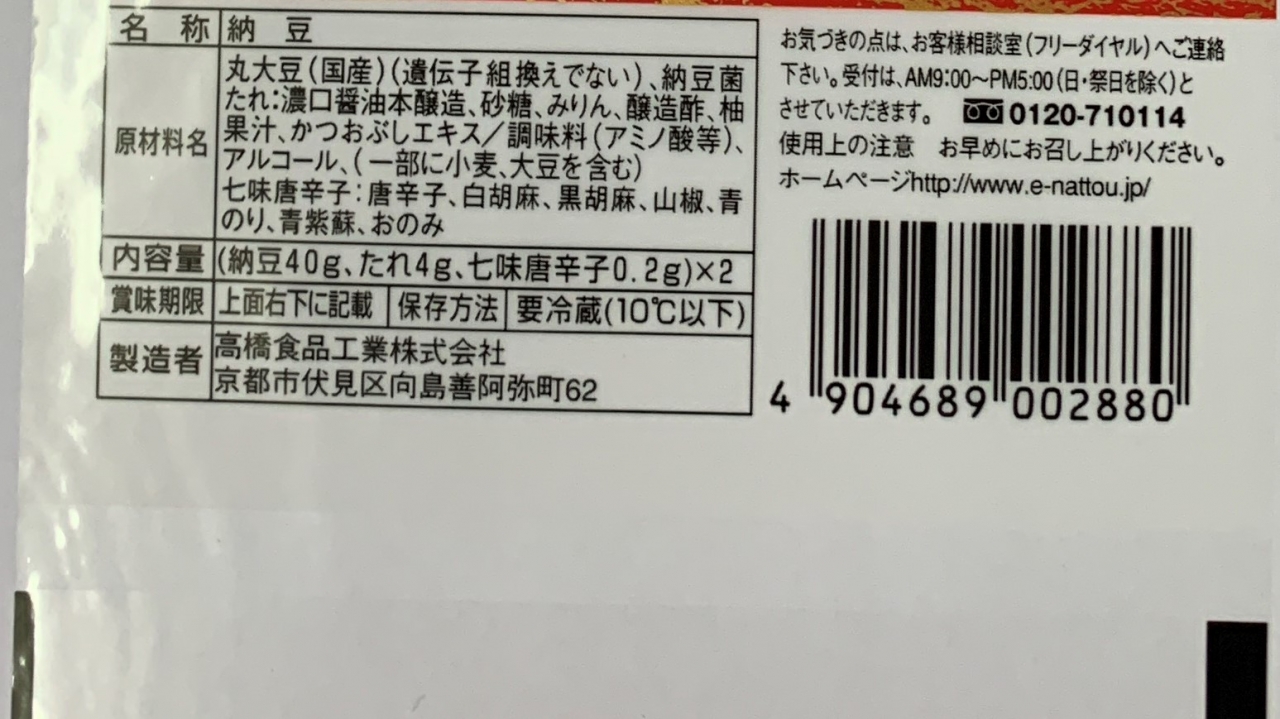 名 称 納 豆
原材料名
丸大豆(国産)(遺伝子組換えでない)、納豆菌
たれ:濃口醤油本醸造、砂糖、みりん、醸造酢、柚
果汁、かつおぶしエキス/調味料(アミノ酸等)、
アルコール、(一部に小麦、大豆を含む)
七味唐辛子:唐辛子、白胡麻、黒胡麻、山椒、青
のり、青紫蘇、おのみ
内容量 (納豆40g、たれ4g、七味唐辛子0.2g)×2
賞味期限 上面右下に記載 保存方法 要冷蔵(10℃以下)
製造者
高橋食品工業株式会社
京都市伏見区向島善阿弥町62
お気づきの点は、お客様相談室(フリーダイヤル)へご連絡
下さい。受付は、AM9:00〜PM5:00(日・祭日を除く)と
させていただきます。 0120-710114
使用上の注意 お早めにお召し上がりください。
ホームページhttp://www.e-nattou.jp/
4 904689 002880